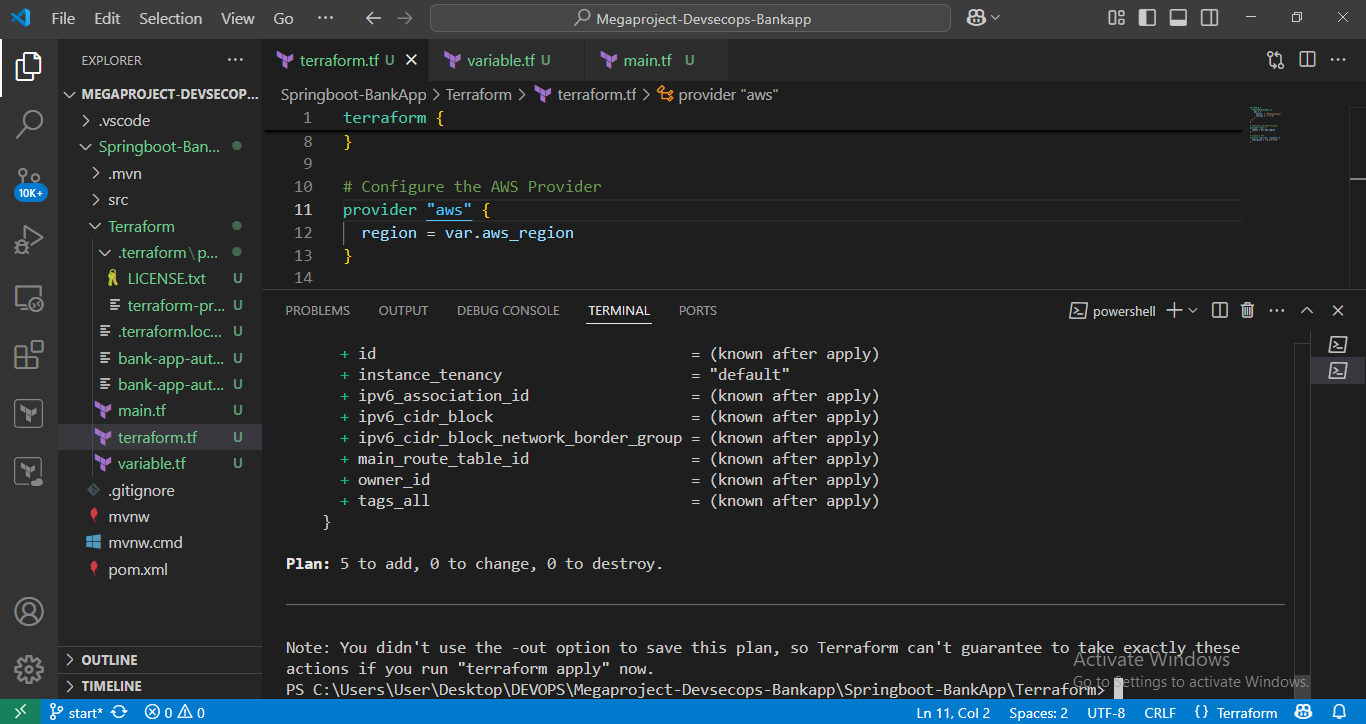 File Edit Selection View Go ··· Megaproject-Devsecops-Bankapp
EXPLORER ···
MEGAPROJECT-DEVSECOP...
.vscode
Springboot-Ban...
.mvn
src
Terraform
.terraform\p...
LICENSE.txt U
terraform-pr... U
.terraform.loc... U
bank-app-aut... U
bank-app-aut... U
main.tf U
terraform.tf U
variable.tf U
.gitignore
mvnw
mvnw.cmd
pom.xml
OUTLINE
TIMELINE
10K+
terraform.tf U variable.tf U main.tf U
Springboot-BankApp > Terraform > terraform.tf > provider "aws"
1 terraform {
8 }
9
10 # Configure the AWS Provider
11 provider "aws" {
12 region = var.aws_region
13 }
14
PROBLEMS OUTPUT DEBUG CONSOLE TERMINAL PORTS powershell
+ id = (known after apply)
+ instance_tenancy = "default"
+ ipv6_association_id = (known after apply)
+ ipv6_cidr_block = (known after apply)
+ ipv6_cidr_block_network_border_group = (known after apply)
+ main_route_table_id = (known after apply)
+ owner_id = (known after apply)
+ tags_all = (known after apply)
}
Plan: 5 to add, 0 to change, 0 to destroy.
Note: You didn't use the -out option to save this plan, so Terraform can't guarantee to take exactly these
actions if you run "terraform apply" now.
PS C:\Users\User\Desktop\DEVOPS\Megaproject-Devsecops-Bankapp\Springboot-BankApp\Terraform>
Activate Windows
Go to Settings to activate Windows.
start* 0 0 Ln 11, Col 2 Spaces: 2 UTF-8 CRLF {} Terraform